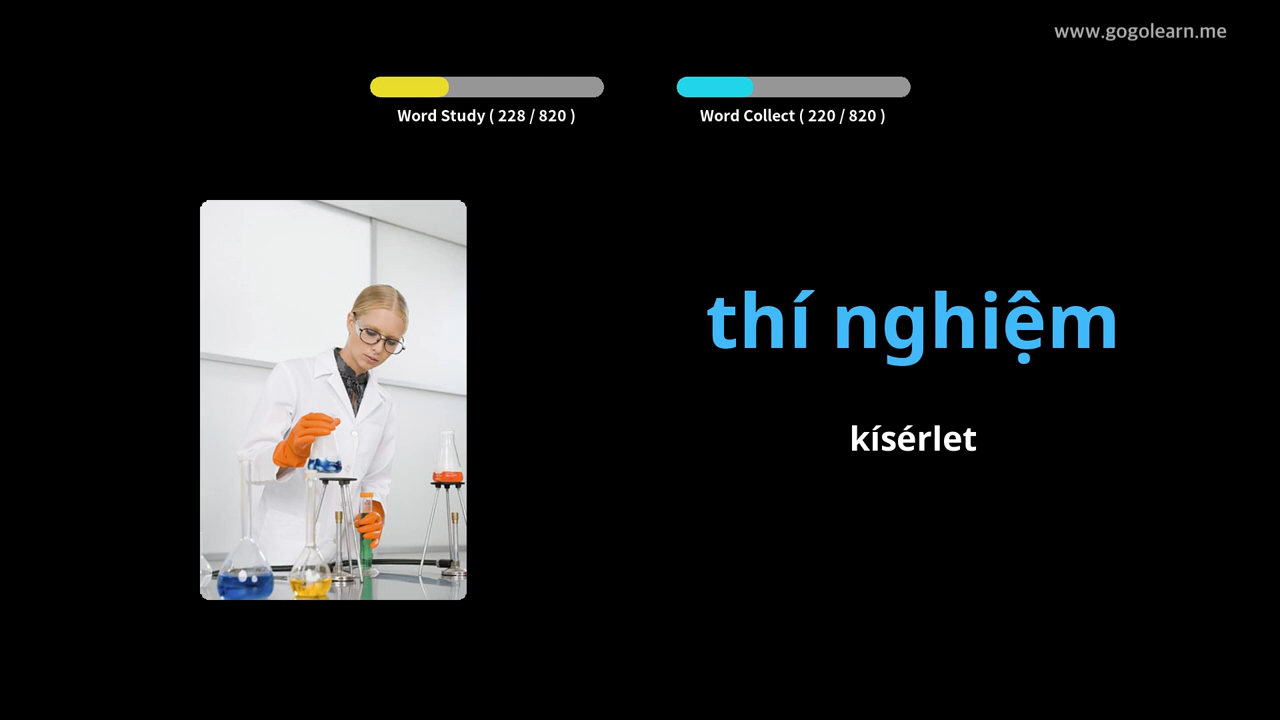 www.gogolearn.me
Word Study ( 228 / 820 )
Word Collect ( 220 / 820 )
thí nghiệm
kísérlet